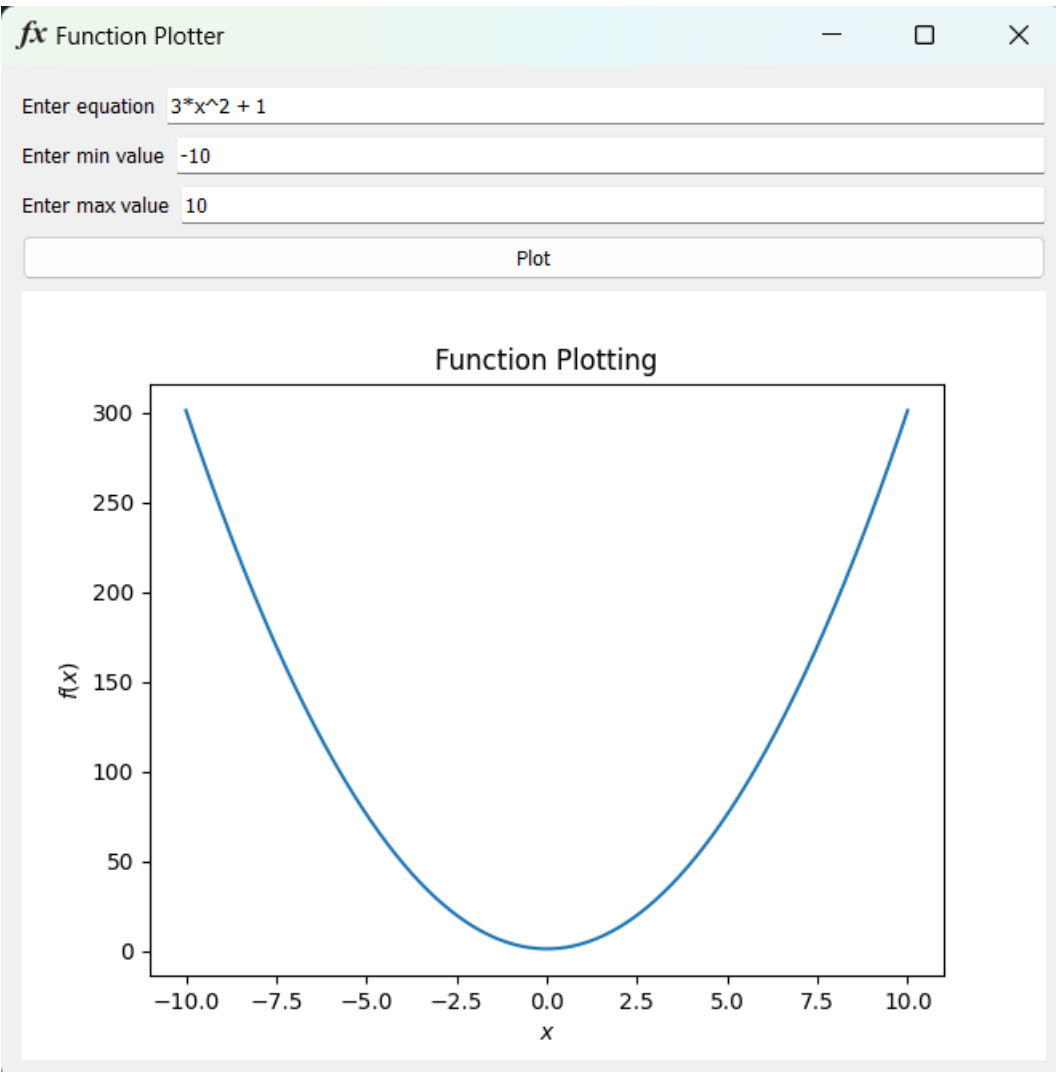 fx Function Plotter
Enter equation 3*x^2 + 1
Enter min value -10
Enter max value 10
Plot
Function Plotting
300
250
200
150
100
50
0
f(x)
−10.0 −7.5 −5.0 −2.5 0.0 2.5 5.0 7.5 10.0
x